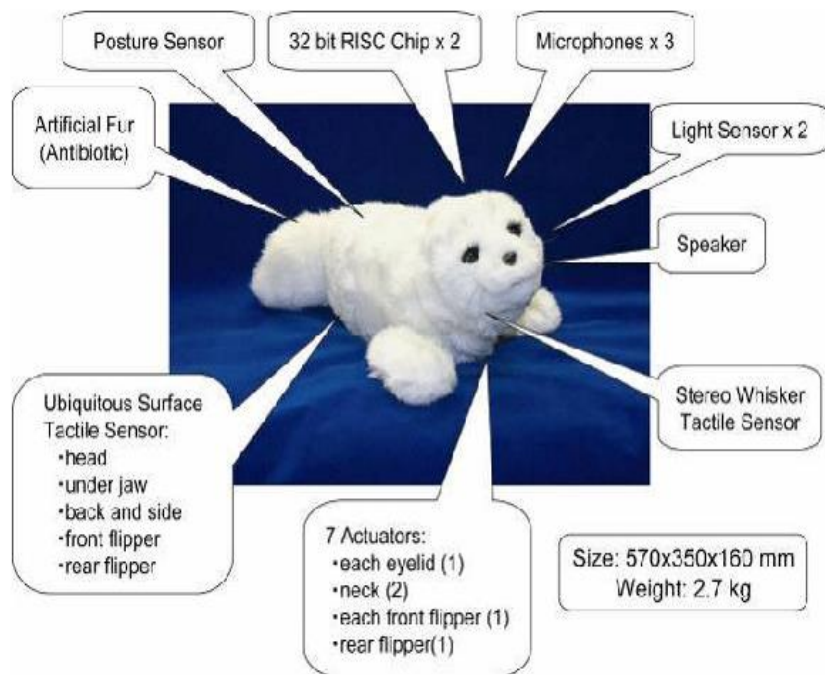 Posture Sensor
32 bit RISC Chip x 2
Microphones x 3
Artificial Fur
(Antibiotic)
Light Sensor x 2
Speaker
Ubiquitous Surface
Tactile Sensor:
•head
•under jaw
•back and side
•front flipper
•rear flipper
Stereo Whisker
Tactile Sensor
7 Actuators:
•each eyelid (1)
•neck (2)
•each front flipper (1)
•rear flipper(1)
Size: 570x350x160 mm
Weight: 2.7 kg